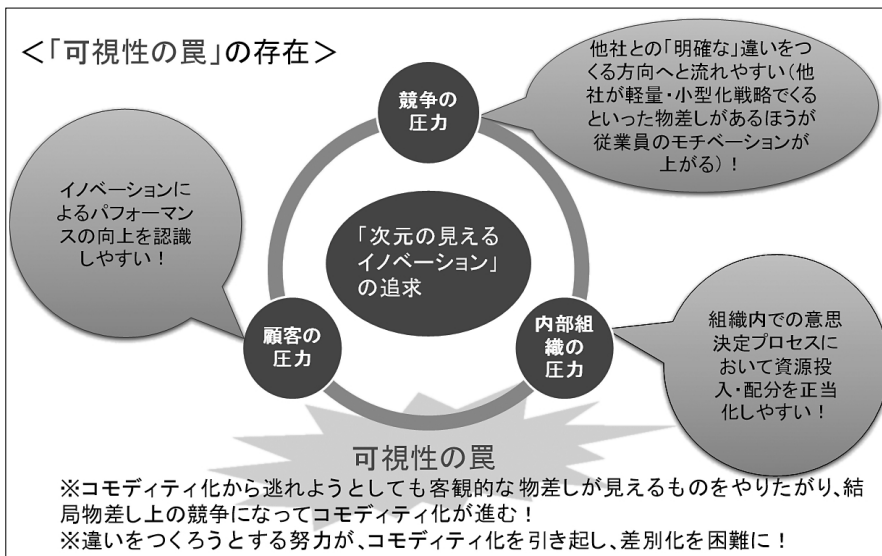 ＜「可視性の罠」の存在＞
競争の
圧力
他社との「明確な」違いをつ
くる方向へと流れやすい（他
社が軽量・小型化戦略でくる
といった物差しがあるほうが
従業員のモチベーションが
上がる）！
イノベーションに
よるパフォーマン
スの向上を認識
しやすい！
「次元の見える
イノベーション」
の追求
顧客の
圧力
内部組
織の
圧力
組織内での意思
決定プロセスに
おいて資源投
入・配分を正当
化しやすい！
可視性の罠
※コモディティ化から逃れようとしても客観的な物差しが見えるものをやりたがり、結
局物差し上の競争になってコモディティ化が進む！
※違いをつくろうとする努力が、コモディティ化を引き起し、差別化を困難に！